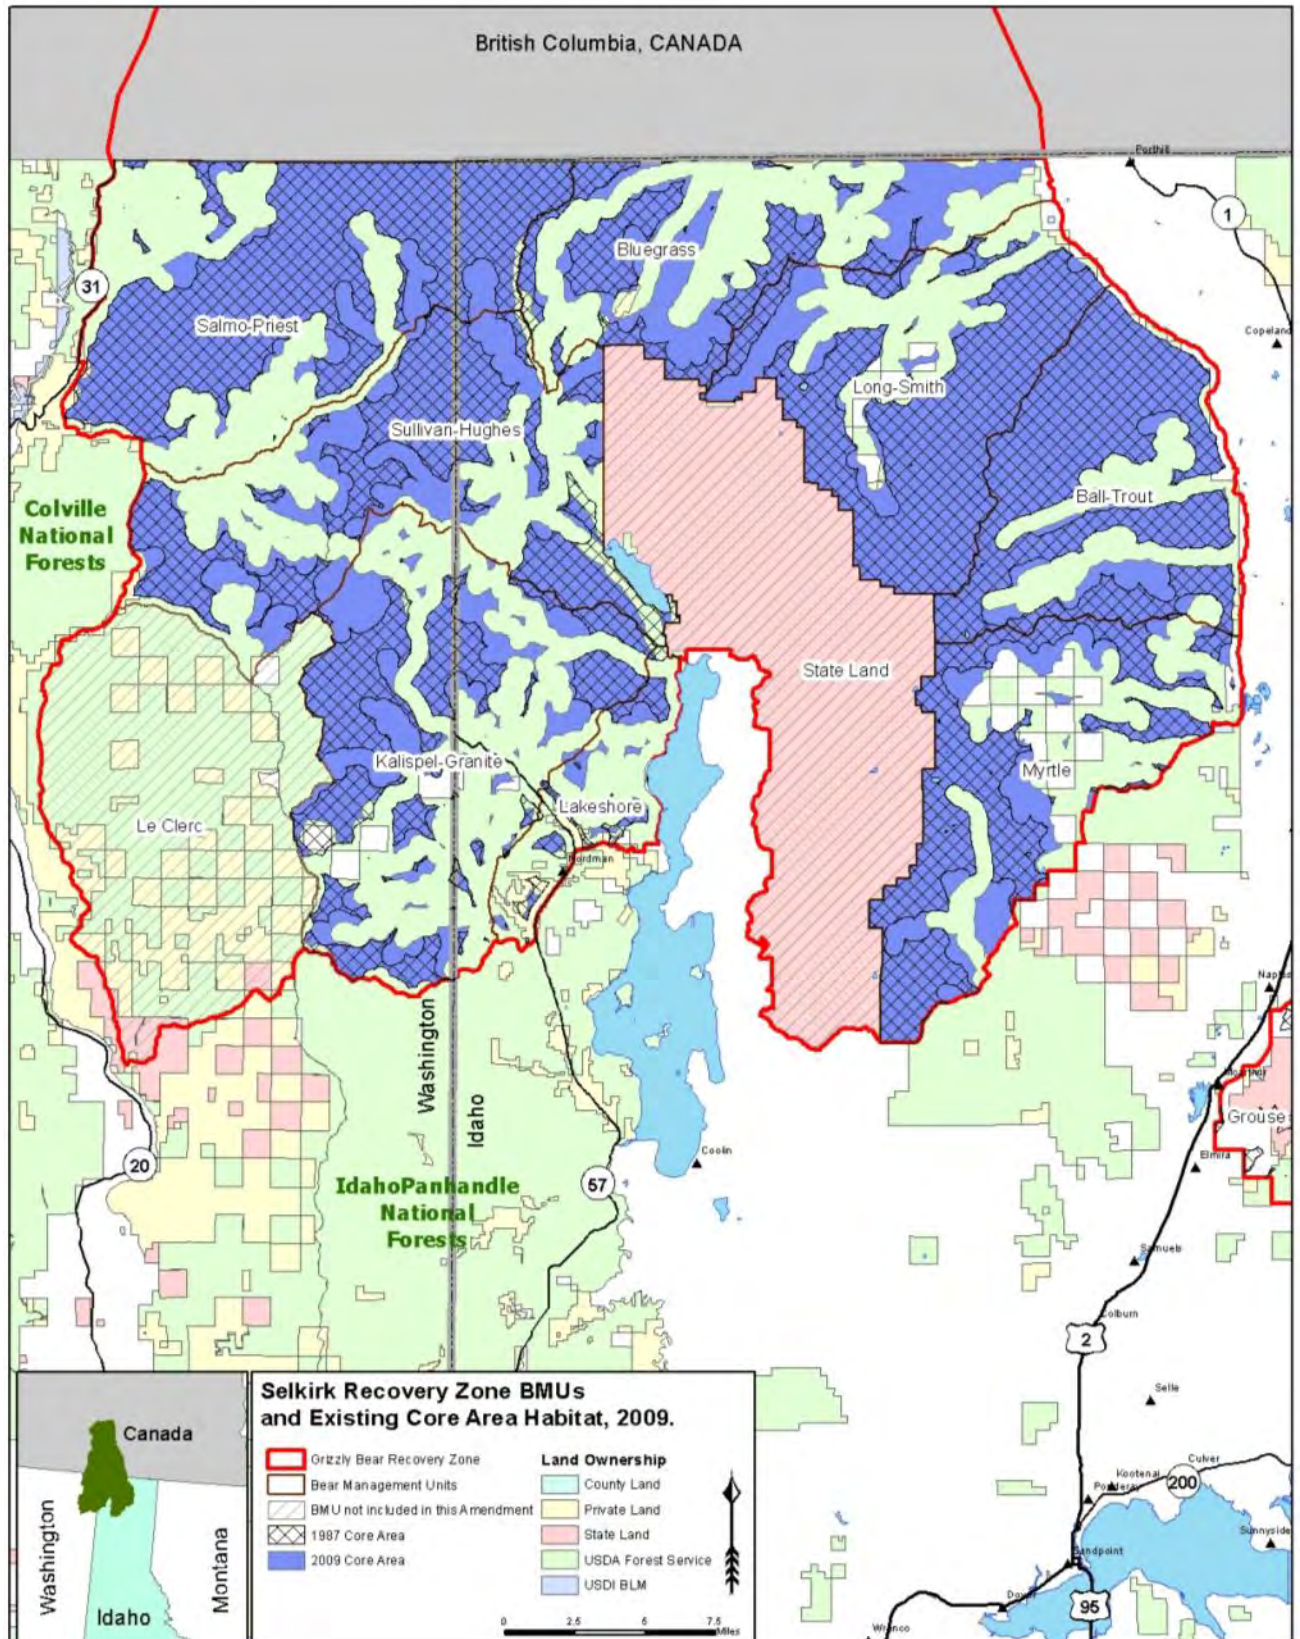 British Columbia, CANADA
Porthill
1
31
Bluegrass
Salmo-Priest
Copeland
Long-Smith
Sullivan-Hughes
Ball-Trout
Colville
National
Forests
State Land
Kalispel-Granite
Myrtle
Lakeshore
Le Clerc
Nordman
Washington
Idaho
Grouse
20
Coolin
Elmira
57
IdahoPanhandle
National
Forests
Samuels
Colburn
2
Selle
Culver
Kootenai
200
Ponderay
Sunnyside
Sandpoint
95
Wrenco
Canada
Washington
Montana
Idaho
Selkirk Recovery Zone BMUs
and Existing Core Area Habitat, 2009.
Grizzly Bear Recovery Zone
Bear Management Units
BMU not included in this Amendment
1987 Core Area
2009 Core Area
Land Ownership
County Land
Private Land
State Land
USDA Forest Service
USDI BLM
0 2.5 5 7.5
Miles